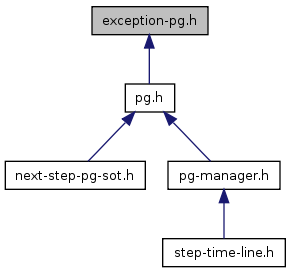 exception-pg.h
pg.h
next-step-pg-sot.h
pg-manager.h
step-time-line.h